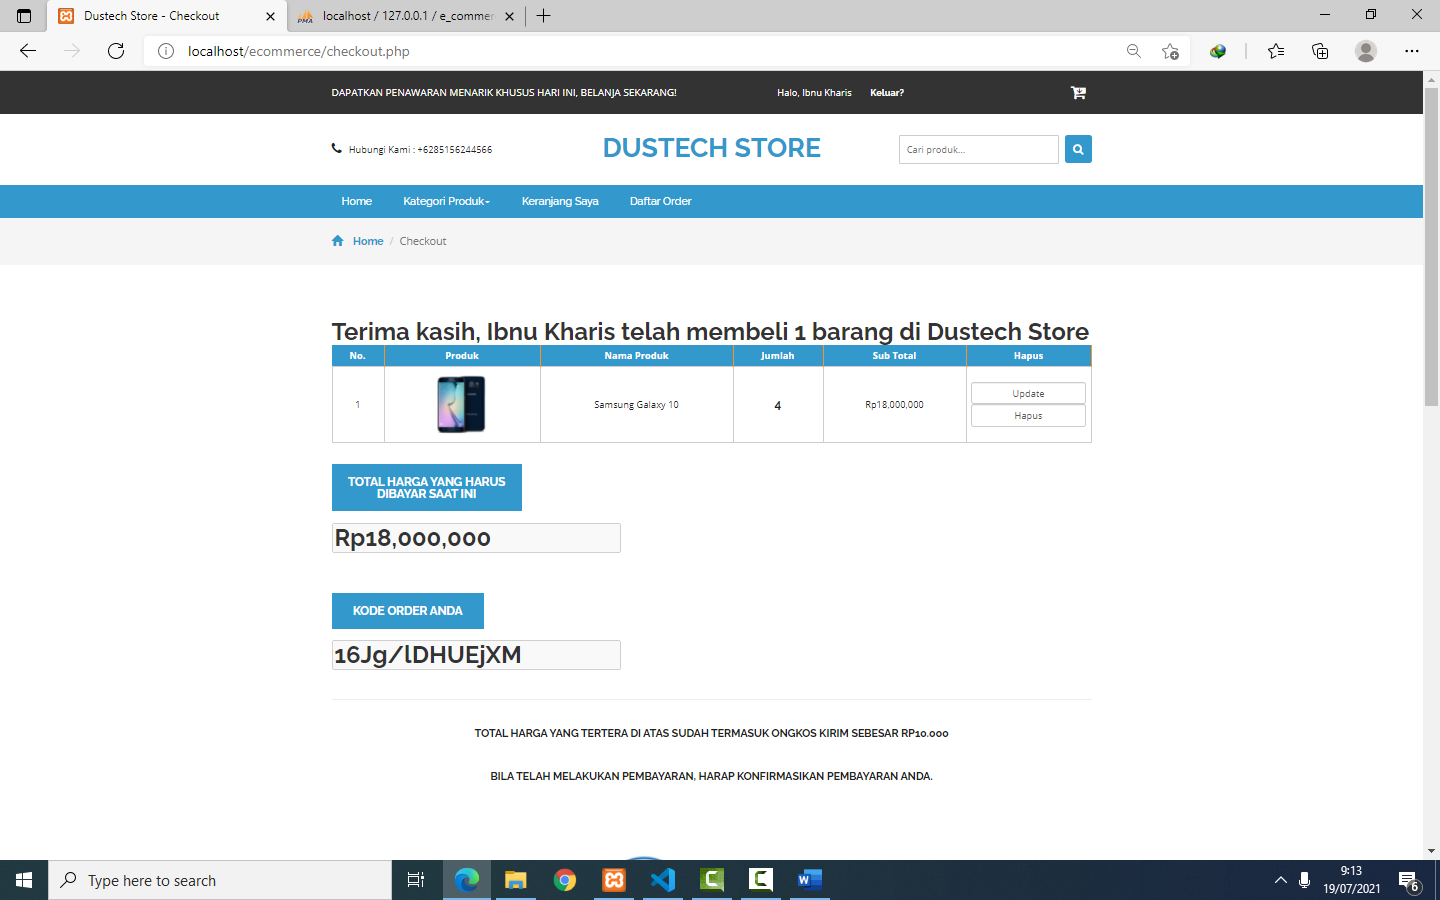 Dustech Store - Checkout
localhost / 127.0.0.1 / e_commer
localhost/ecommerce/checkout.php
DAPATKAN PENAWARAN MENARIK KHUSUS HARI INI, BELANJA SEKARANG!
Halo, Ibnu Kharis
Keluar?
Hubungi Kami : +6285156244566
DUSTECH STORE
Cari produk...
Home
Kategori Produk
Keranjang Saya
Daftar Order
Home / Checkout
Terima kasih, Ibnu Kharis telah membeli 1 barang di Dustech Store
No. Produk Nama Produk Jumlah Sub Total Hapus
1 Samsung Galaxy 10 4 Rp18,000,000
Update
Hapus
TOTAL HARGA YANG HARUS
DIBAYAR SAAT INI
Rp18,000,000
KODE ORDER ANDA
16Jg/lDHUEjXM
TOTAL HARGA YANG TERTERA DI ATAS SUDAH TERMASUK ONGKOS KIRIM SEBESAR RP10.000
BILA TELAH MELAKUKAN PEMBAYARAN, HARAP KONFIRMASIKAN PEMBAYARAN ANDA.
Type here to search
9:13
19/07/2021
6